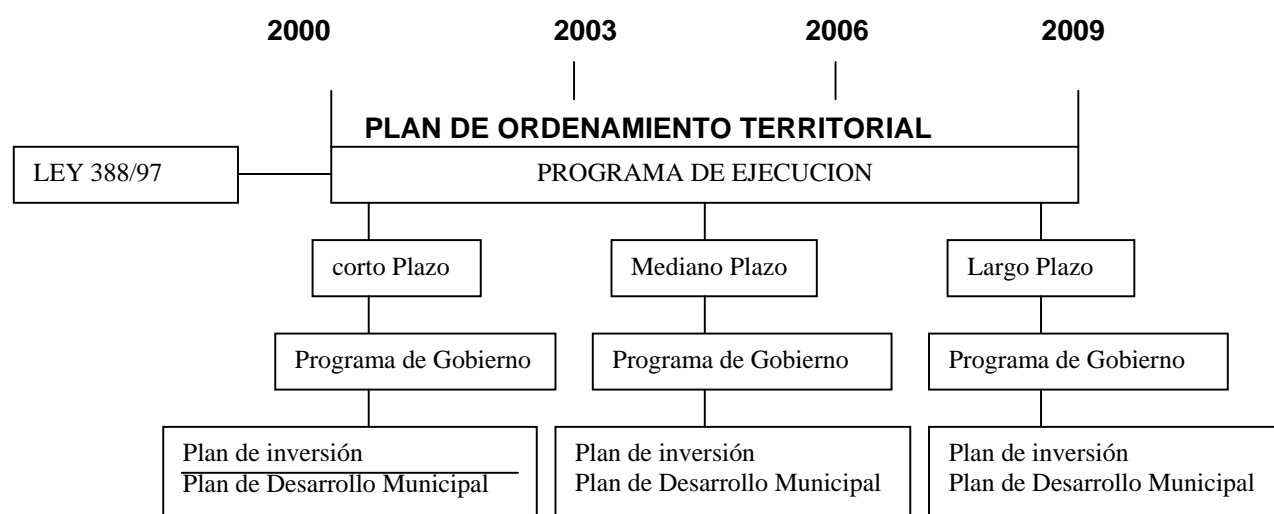 2000 2003 2006 2009
PLAN DE ORDENAMIENTO TERRITORIAL
LEY 388/97
PROGRAMA DE EJECUCION
corto Plazo
Mediano Plazo
Largo Plazo
Programa de Gobierno
Programa de Gobierno
Programa de Gobierno
Plan de inversión
Plan de Desarrollo Municipal
Plan de inversión
Plan de Desarrollo Municipal
Plan de inversión
Plan de Desarrollo Municipal